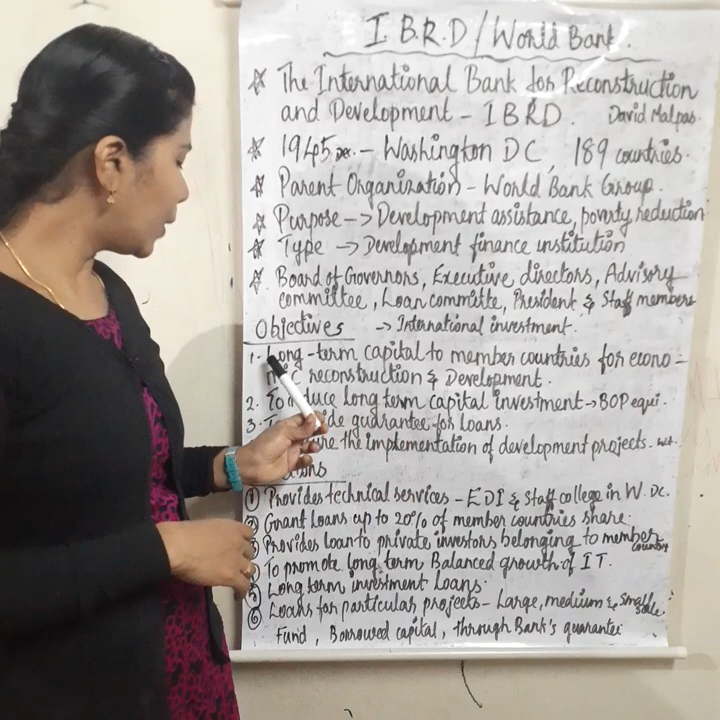 I.B.R.D/World Bank.
☆ The International Bank for Reconstruction
and Development - IBRD. David Malpas.
☆ 1945 Dec. - Washington DC, 189 countries.
☆ Parent Organization - World Bank Group.
☆ Purpose -> Development assistance, poverty reduction
☆ Type -> Development finance institution
☆ Board of Governors, Executive directors, Advisory
committee, Loan committe, President & Staff members
Objectives -> International investment.
1. Long-term capital to member countries for econo-
reconstruction & Development.
2. To induce long term capital investment -> BOP equi.
3. guarantee for loans.
the implementation of development projects.
① Provides technical services - EDI & Staff college in W. DC.
② Grant Loans up to 20% of member countries share.
③ Provides loan to private investors belonging to member country
To promote long term Balanced growth of IT.
⑤ Long term investment Loans.
⑥ Loans for particular projects - Large, medium & small scale.
Fund, Borrowed capital, through Bank's guarantee